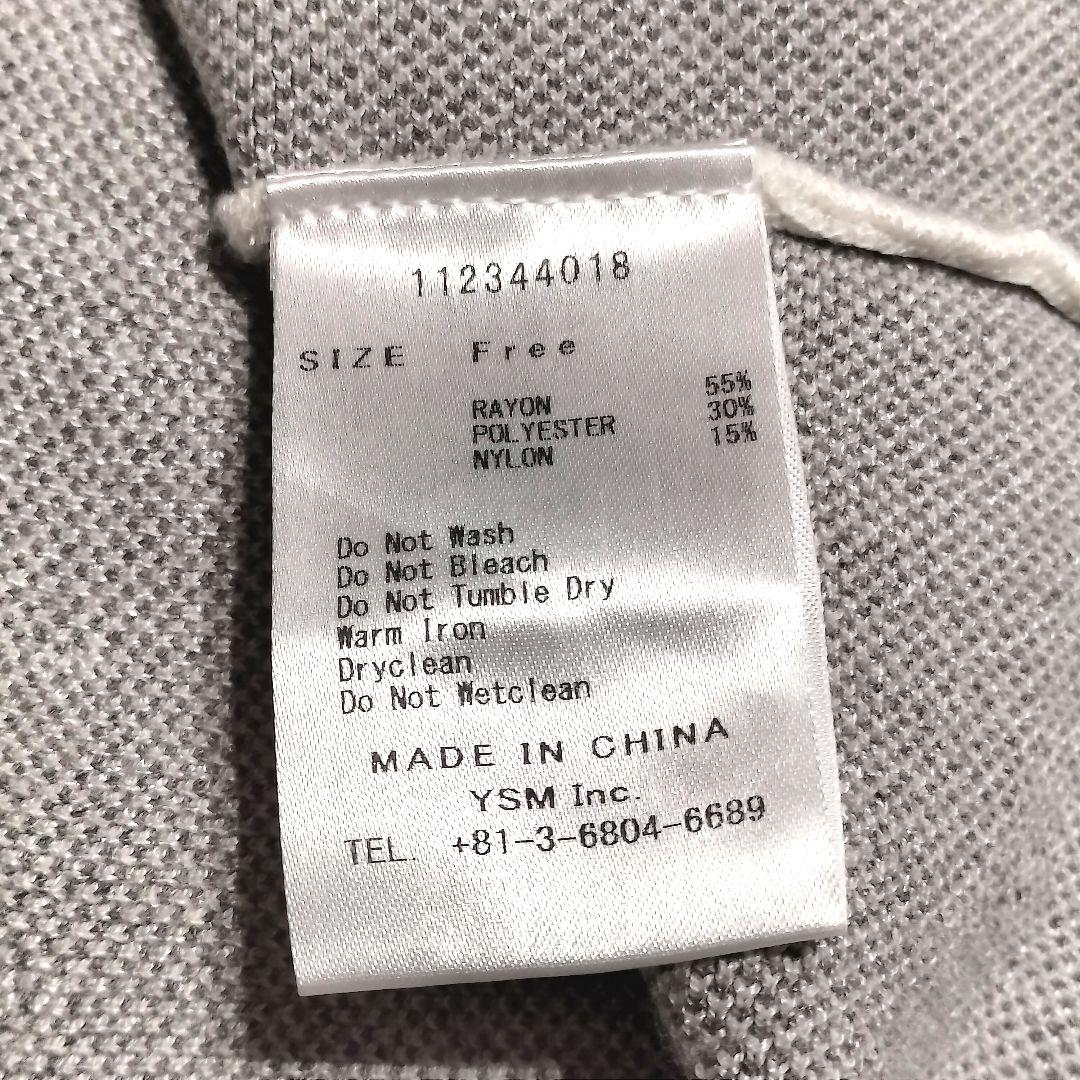 112344018
SIZE Free
RAYON 55%
POLYESTER 30%
NYLON 15%
Do Not Wash
Do Not Bleach
Do Not Tumble Dry
Warm Iron
Dryclean
Do Not Wetclean
MADE IN CHINA
YSM Inc.
TEL. +81-3-6804-6689